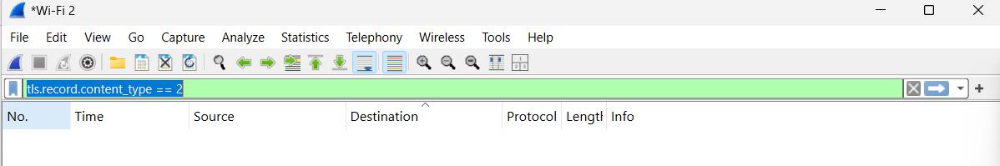 *Wi-Fi 2
File Edit View Go Capture Analyze Statistics Telephony Wireless Tools Help
tls.record.content_type == 2
No. Time Source Destination Protocol Lengtl Info